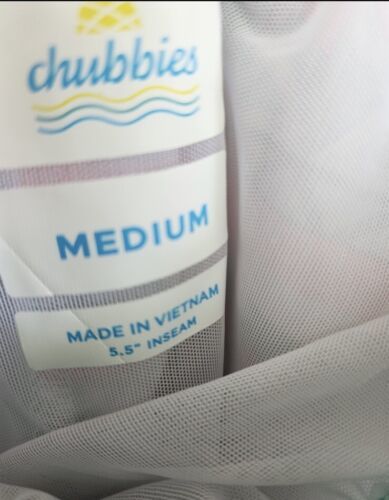 chubbies
MEDIUM
MADE IN VIETNAM
5.5" INSEAM